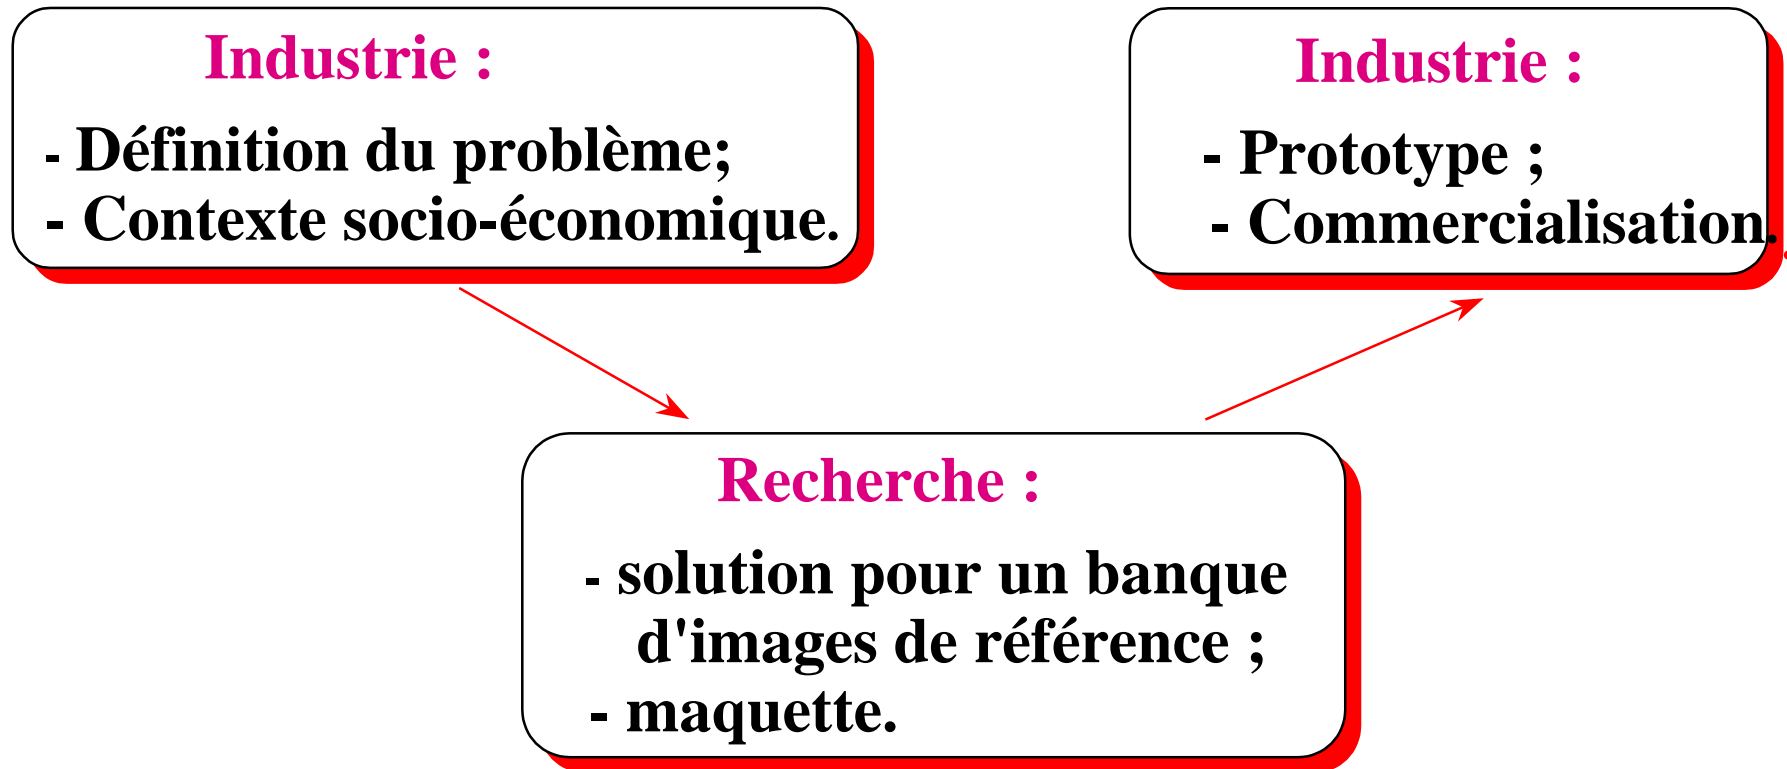 Industrie :
- Définition du problème;
- Contexte socio-économique.
Industrie :
- Prototype ;
- Commercialisation.
Recherche :
- solution pour un banque
d'images de référence ;
- maquette.